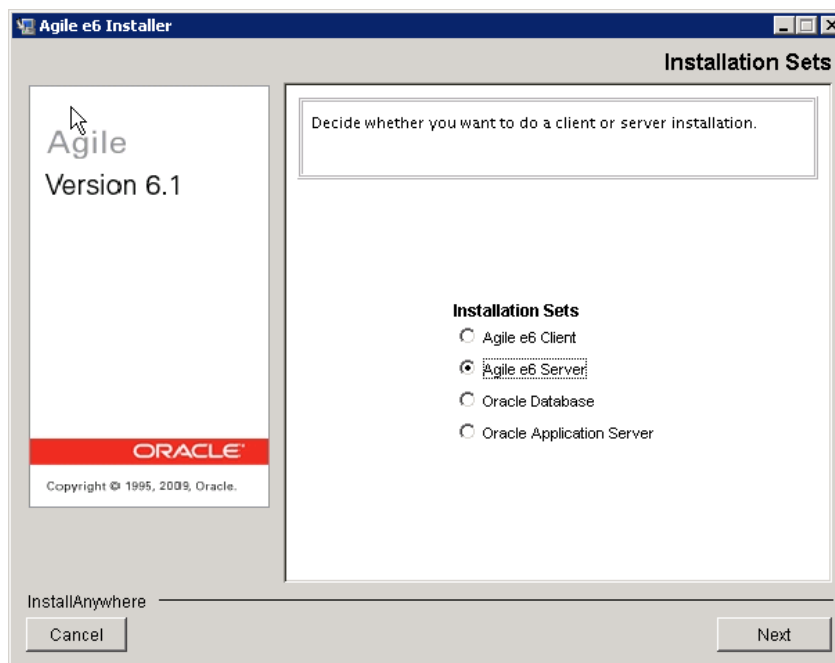 Agile e6 Installer
Installation Sets
Agile
Version 6.1
ORACLE
Copyright © 1995, 2009, Oracle.
Decide whether you want to do a client or server installation.
Installation Sets
Agile e6 Client
Agile e6 Server
Oracle Database
Oracle Application Server
InstallAnywhere
Cancel
Next